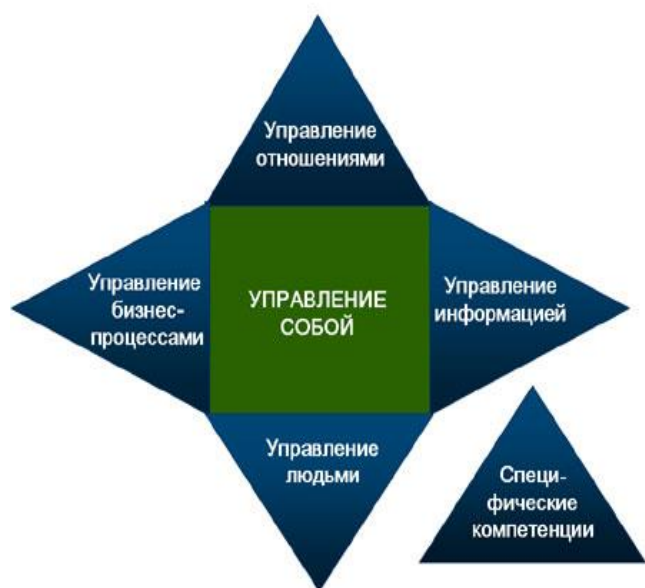 Управление
отношениями
Управление
бизнес-
процессами
УПРАВЛЕНИЕ
СОБОЙ
Управление
информацией
Управление
людьми
Специ-
фические
компетенции